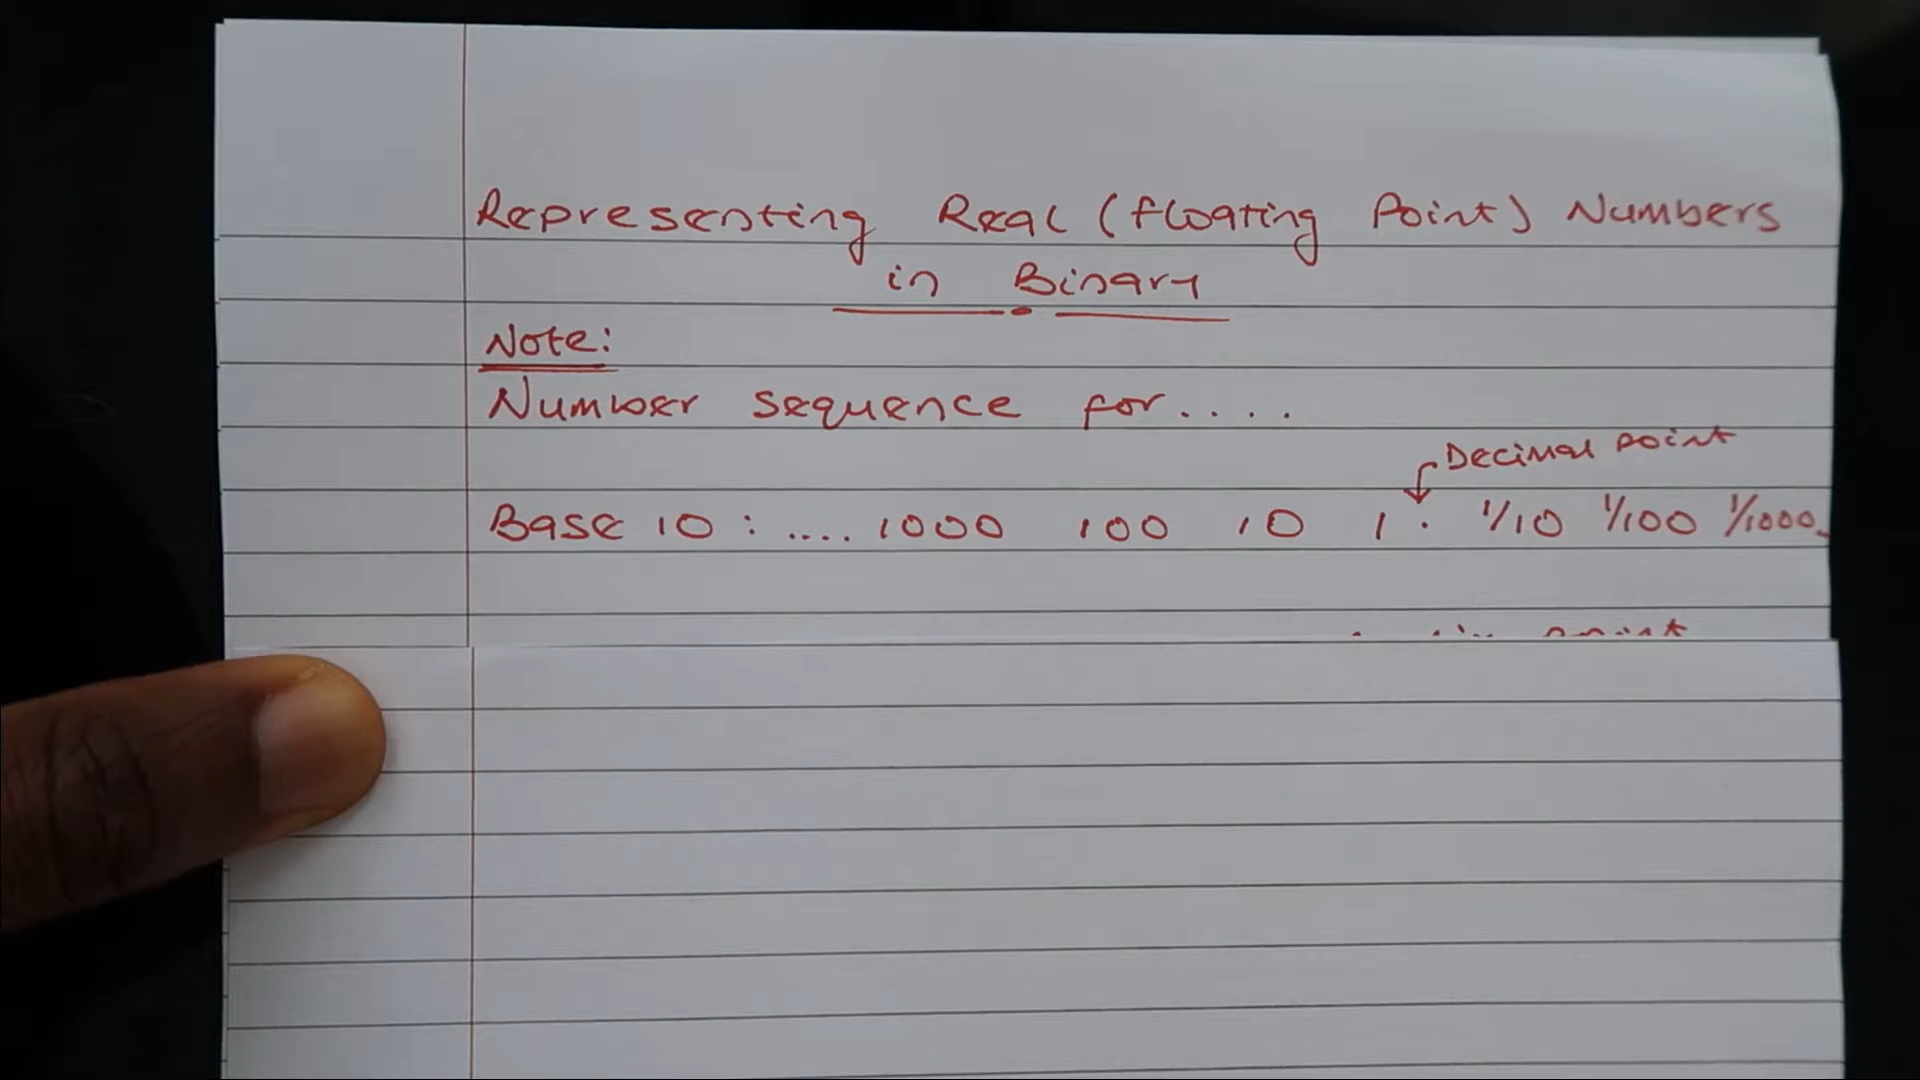 Representing Real (floating Point) Numbers
in Binary
Note:
Number sequence for....
Decimal point
Base 10 : .... 1000 100 10 1 . 1/10 1/100 1/1000
point